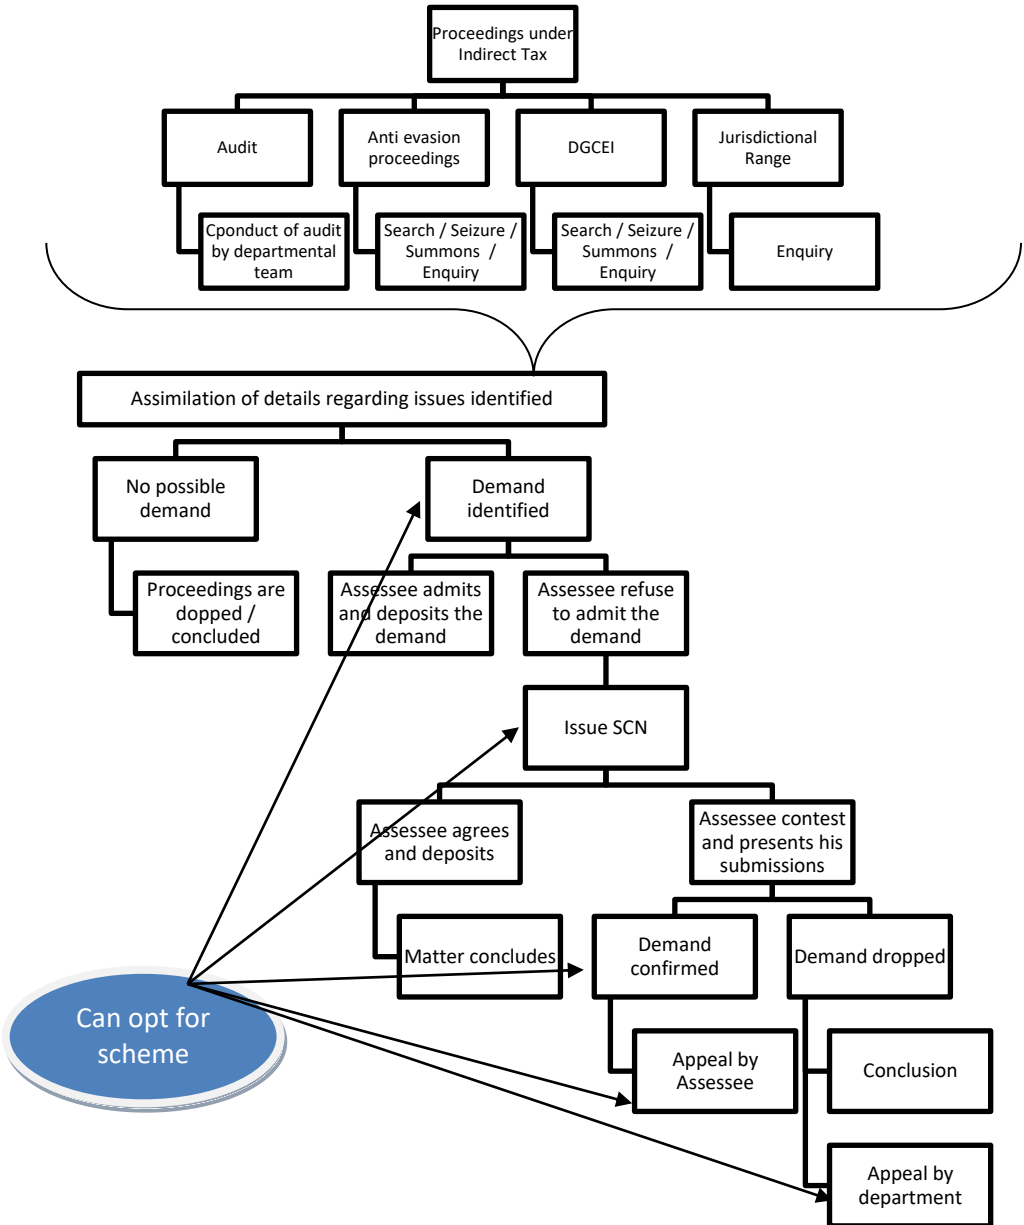 Proceedings under
Indirect Tax
Audit
Anti evasion
proceedings
DGCEI
Jurisdictional
Range
Cponduct of audit
by departmental
team
Search / Seizure /
Summons /
Enquiry
Search / Seizure /
Summons /
Enquiry
Enquiry
Assimilation of details regarding issues identified
No possible
demand
Demand
identified
Proceedings are
dopped /
concluded
Assessee admits
and deposits the
demand
Assessee refuse
to admit the
demand
Issue SCN
Assessee agrees
and deposits
Assessee contest
and presents his
submissions
Matter concludes
Demand
confirmed
Demand dropped
Can opt for
scheme
Appeal by
Assessee
Conclusion
Appeal by
department